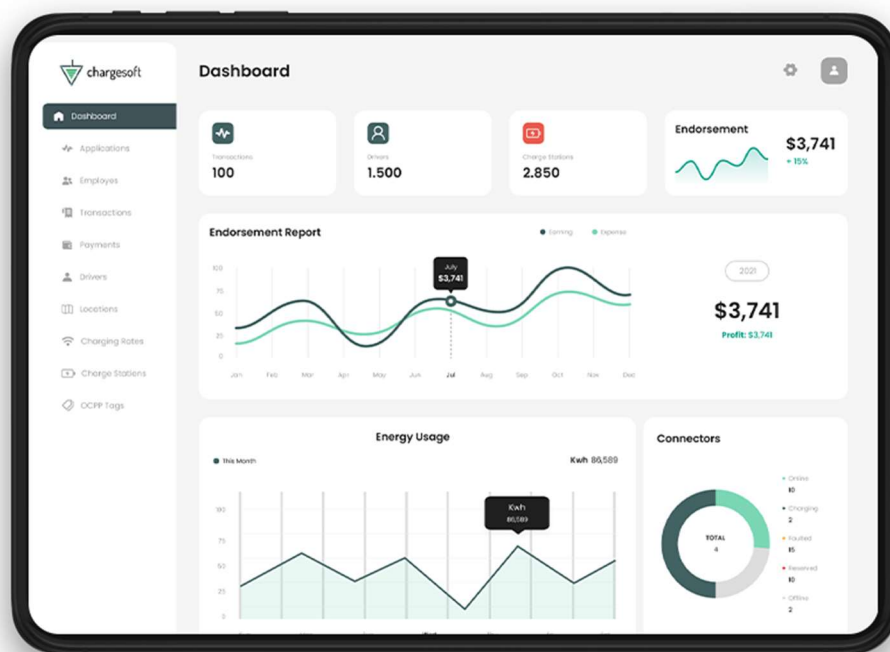 chargesoft
Dashboard
Applications
Employes
Transactions
Payments
Drivers
Locations
Charging Rates
Charge Stations
OCPP Tags
Dashboard
Transactions
100
Drivers
1.500
Charge Stations
2.850
Endorsement
$3,741
+ 15%
Endorsement Report
Earning
Expense
100
75
50
25
0
July
$3,741
Jan Feb Mar Apr May Jun Jul Aug Sep Oct Nov Dec
2021
$3,741
Profit: $3,741
Energy Usage
This Month
Kwh 86,589
100
75
50
25
0
Kwh
86,589
Connectors
TOTAL
4
Online
10
Charging
2
Faulted
15
Reserved
10
Offline
2